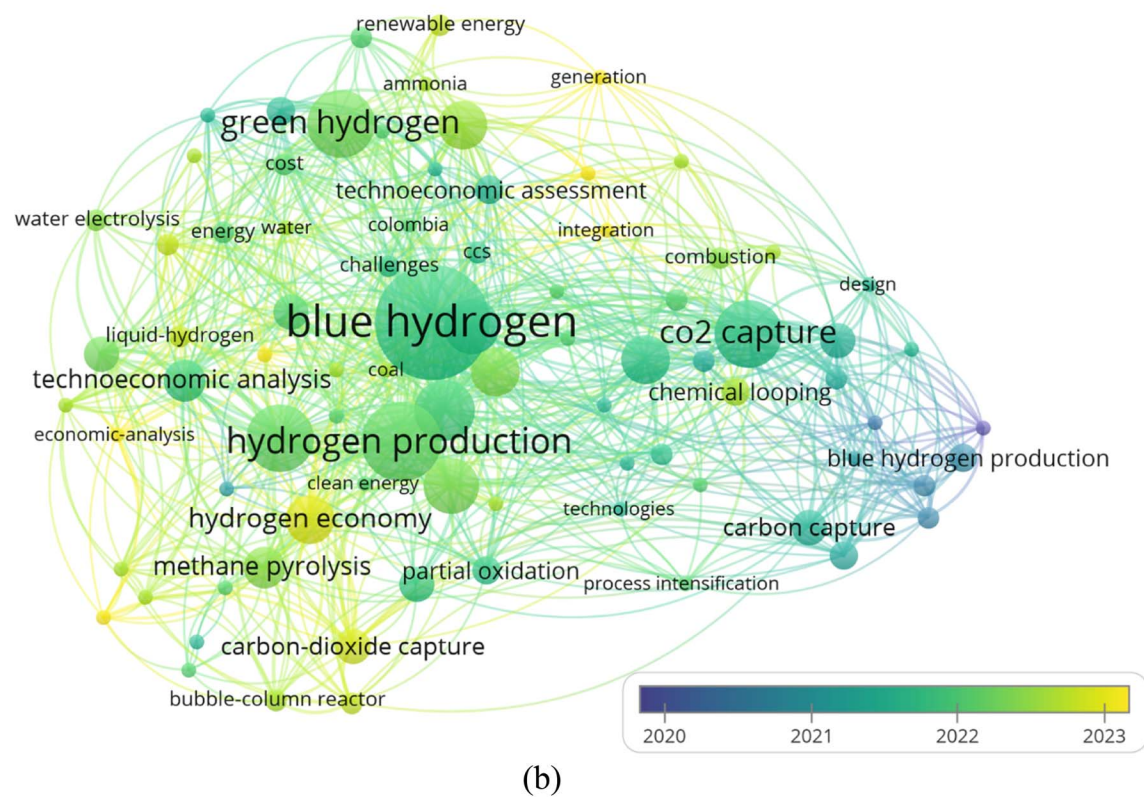 renewable energy
generation
ammonia
green hydrogen
cost
technoeconomic assessment
water electrolysis
energy
water
colombia
integration
ccs
combustion
challenges
design
blue hydrogen
co2 capture
liquid-hydrogen
coal
technoeconomic analysis
chemical looping
economic-analysis
hydrogen production
blue hydrogen production
clean energy
technologies
hydrogen economy
carbon capture
methane pyrolysis
partial oxidation
process intensification
carbon-dioxide capture
bubble-column reactor
2020 2021 2022 2023
(b)